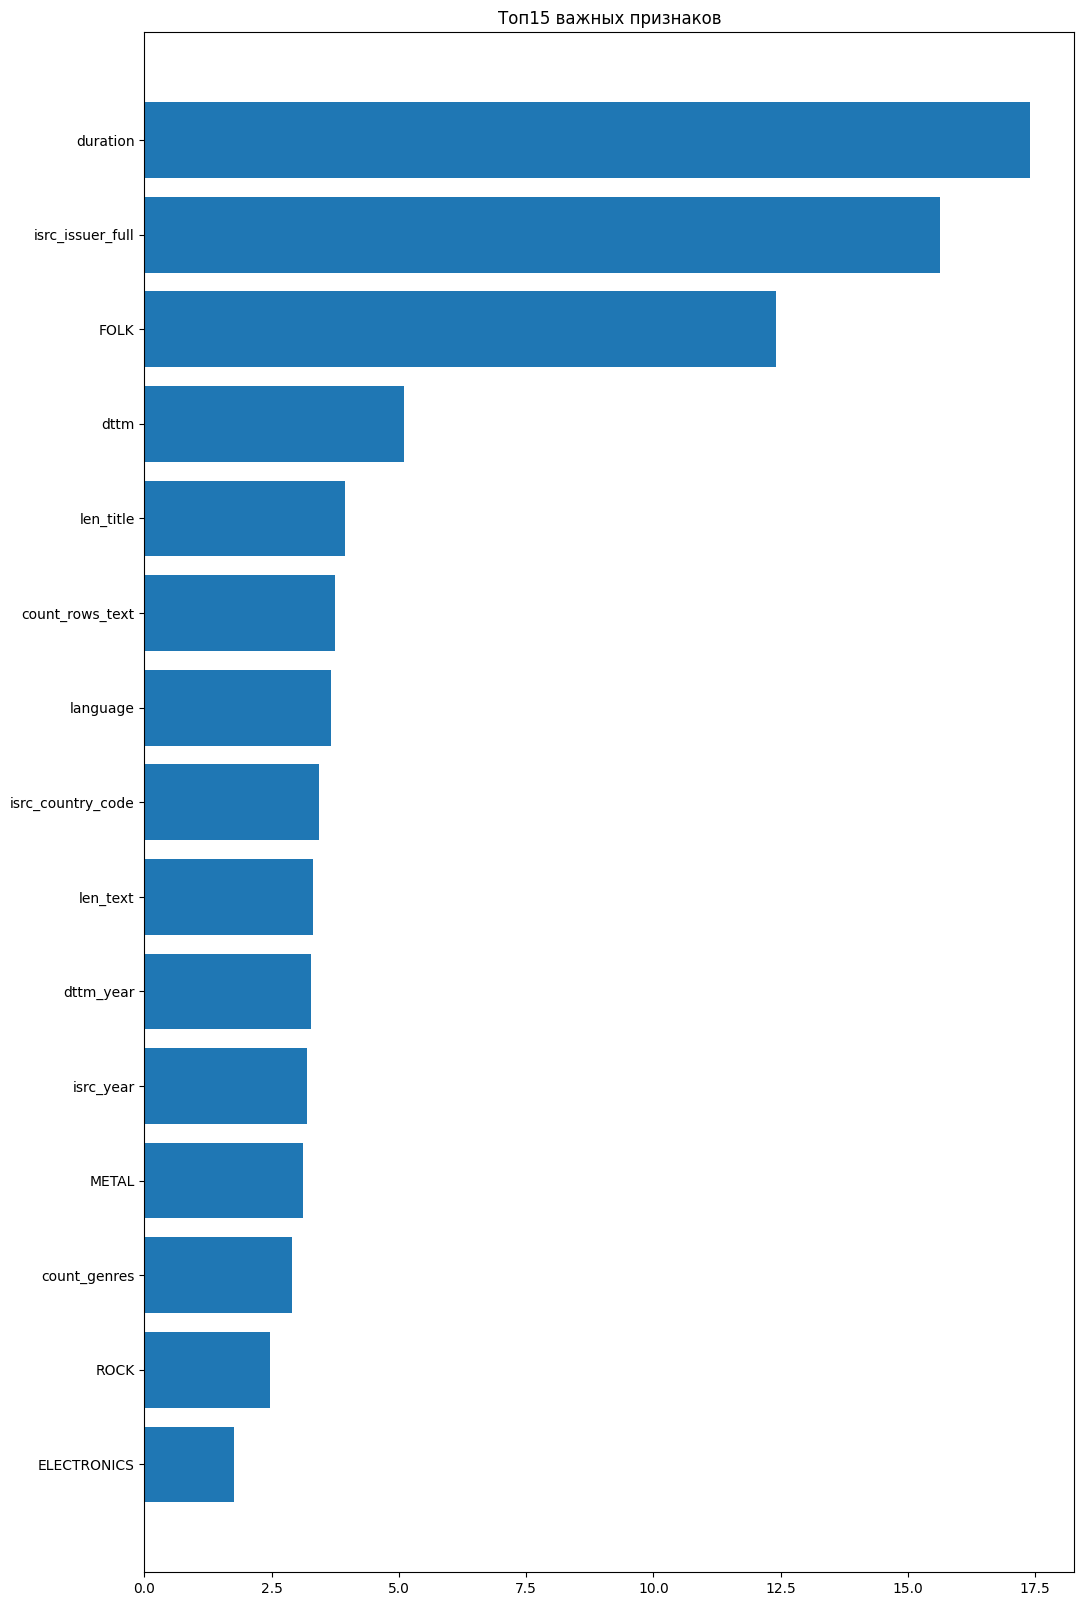 Топ15 важных признаков
duration
isrc_issuer_full
FOLK
dttm
len_title
count_rows_text
language
isrc_country_code
len_text
dttm_year
isrc_year
METAL
count_genres
ROCK
ELECTRONICS
0.0 2.5 5.0 7.5 10.0 12.5 15.0 17.5